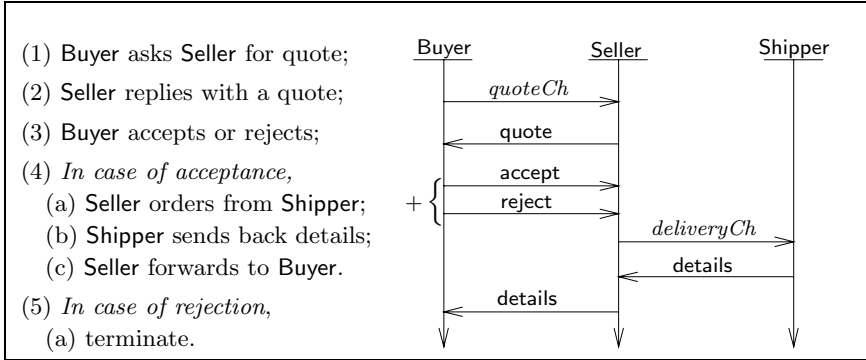 (1) Buyer asks Seller for quote;
(2) Seller replies with a quote;
(3) Buyer accepts or rejects;
(4) In case of acceptance,
(a) Seller orders from Shipper;
(b) Shipper sends back details;
(c) Seller forwards to Buyer.
(5) In case of rejection,
(a) terminate.
Buyer Seller Shipper
quoteCh
quote
accept
+ {
reject
deliveryCh
details
details